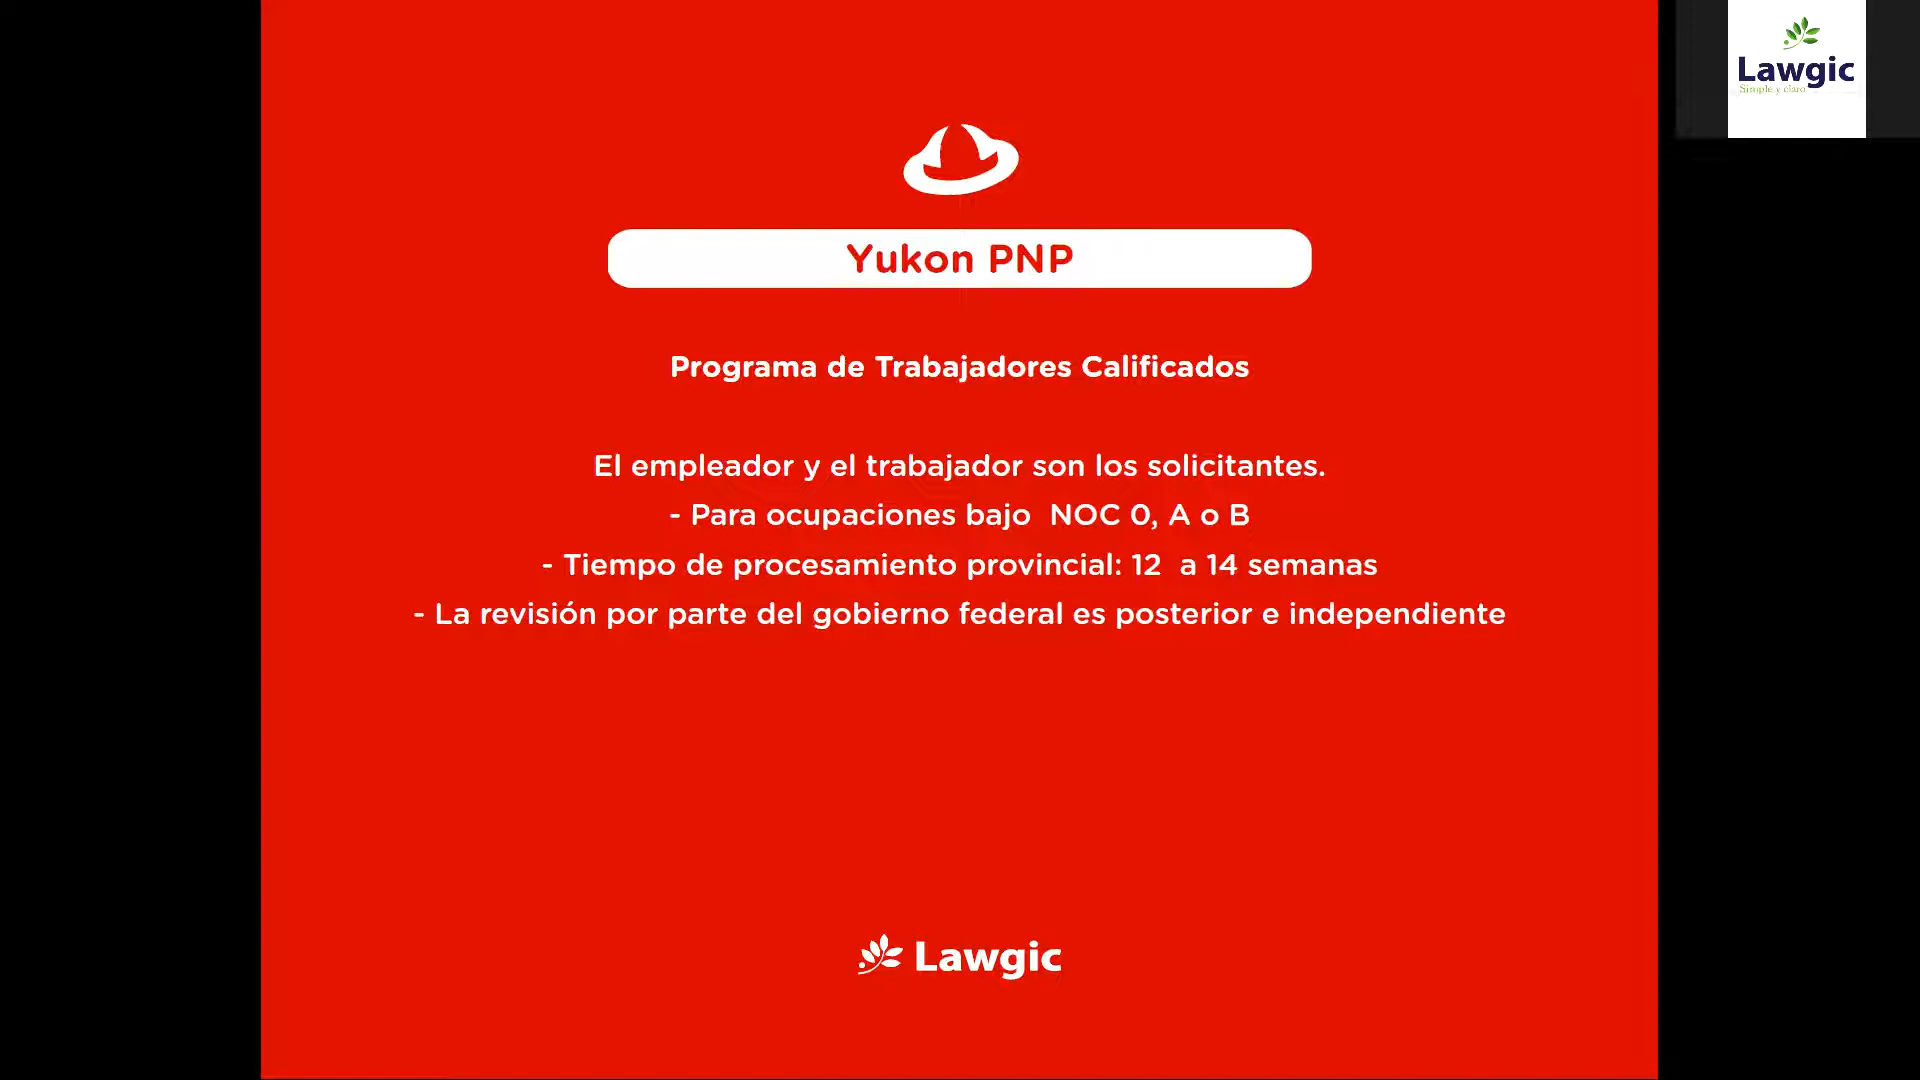 Lawgic
Simple y claro
Yukon PNP
Programa de Trabajadores Calificados
El empleador y el trabajador son los solicitantes.
- Para ocupaciones bajo  NOC 0, A o B
- Tiempo de procesamiento provincial: 12  a 14 semanas
- La revisión por parte del gobierno federal es posterior e independiente
Lawgic